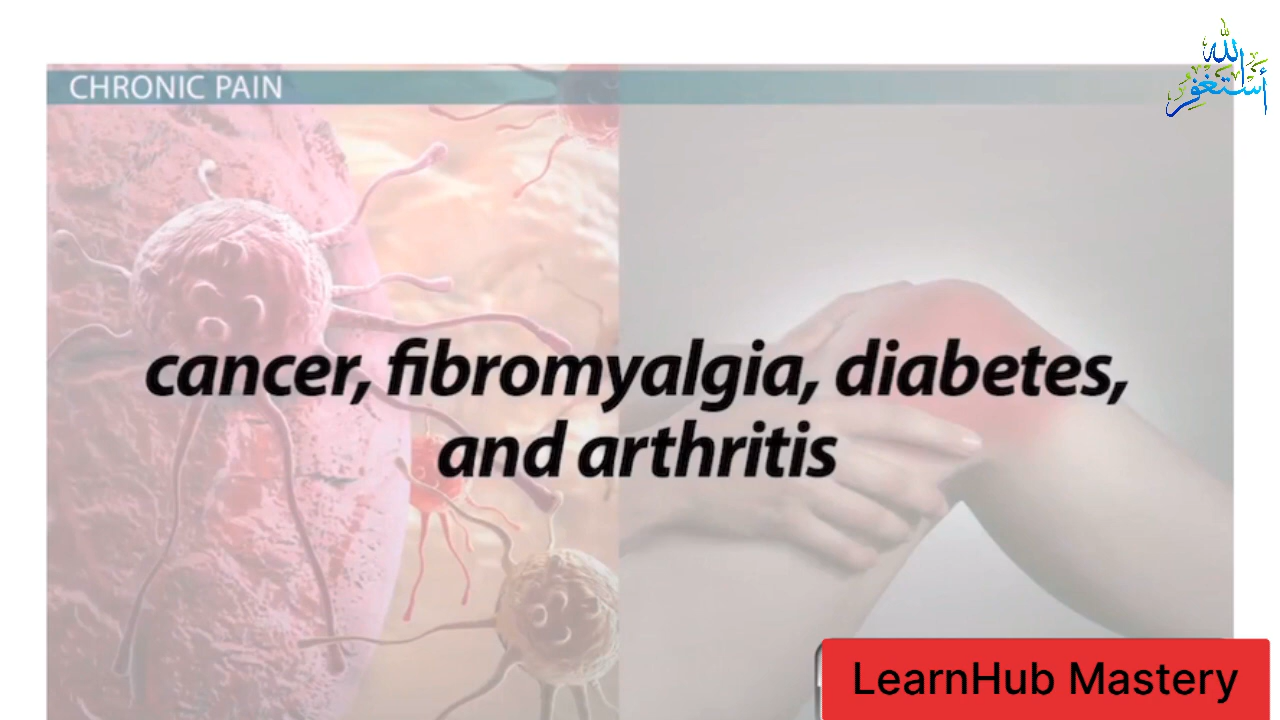 CHRONIC PAIN
أستغفر الله
cancer, fibromyalgia, diabetes,
and arthritis
LearnHub Mastery